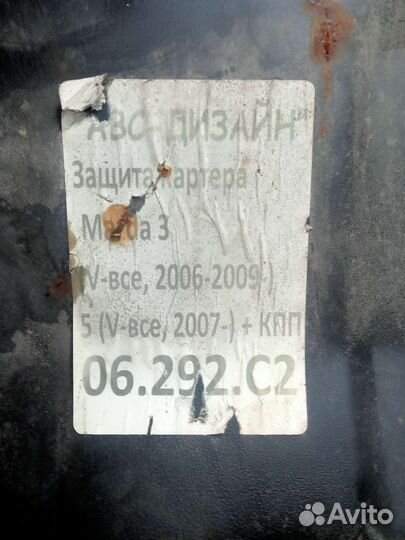 "АВС-ДИЗАЙН"
Защита картера
Mazda 3
(V-все, 2006-2009-),
5 (V-все, 2007-) + КПП
06.292.C2
Avito